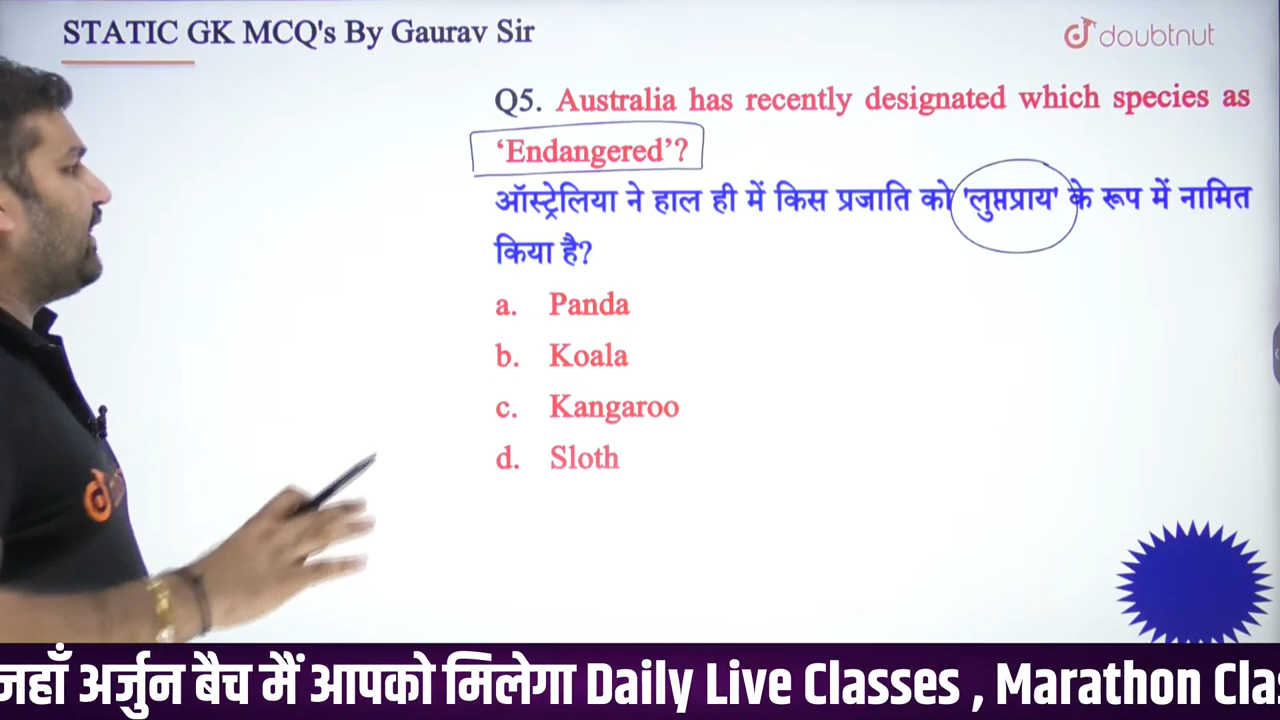 STATIC GK MCQ's By Gaurav Sir
doubtnut
Q5. Australia has recently designated which species as
‘Endangered’?
ऑस्ट्रेलिया ने हाल ही में किस प्रजाति को 'लुप्तप्राय' के रूप में नामित
किया है?
a. Panda
b. Koala
c. Kangaroo
d. Sloth
जहाँ अर्जुन बैच मैं आपको मिलेगा Daily Live Classes , Marathon Clas